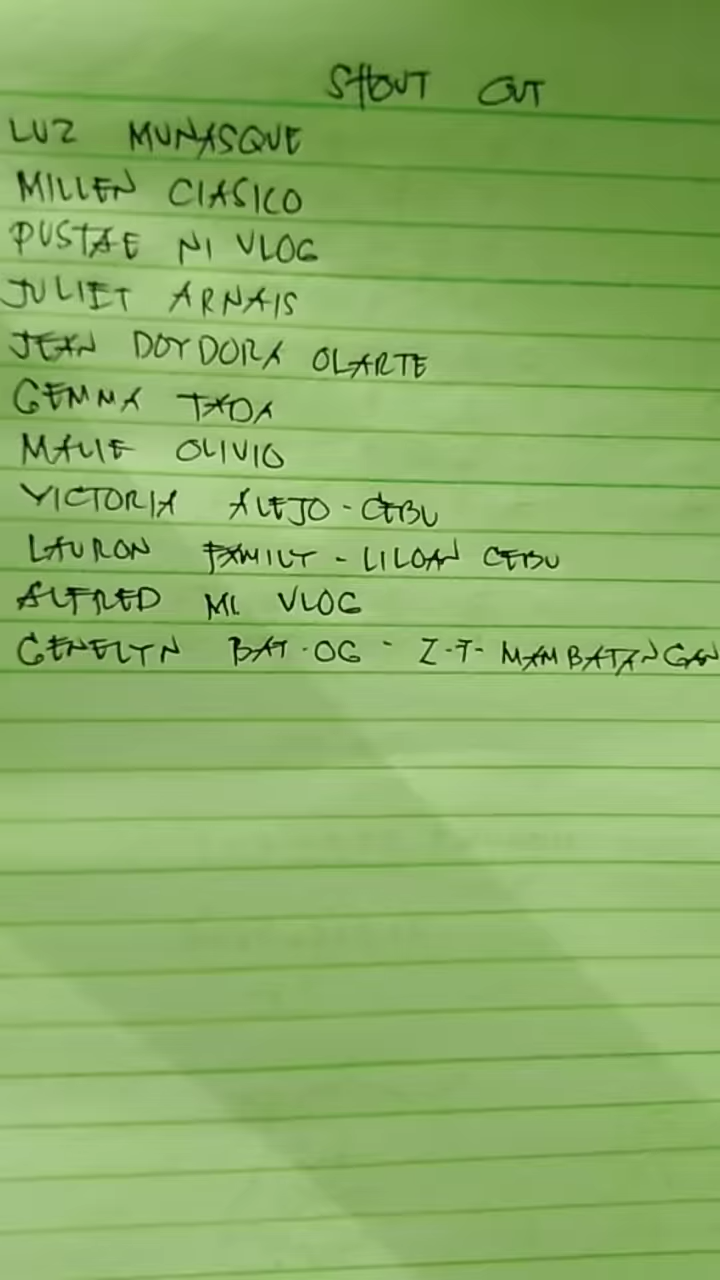 SHOUT OUT
LUZ MUNASQUE
MILLEN CIASICO
PUSTAE NI VLOG
JULIET ARNAIS
JEAN DOYDORA OLARTE
GEMMA TADA
MALIE OLIVIO
VICTORIA ALEJO - CEBU
LAURON FAMILY - LILOAN CEBU
ALFRED ML VLOG
GENELYN BAT-OG - Z-T- MAMBATANGAN